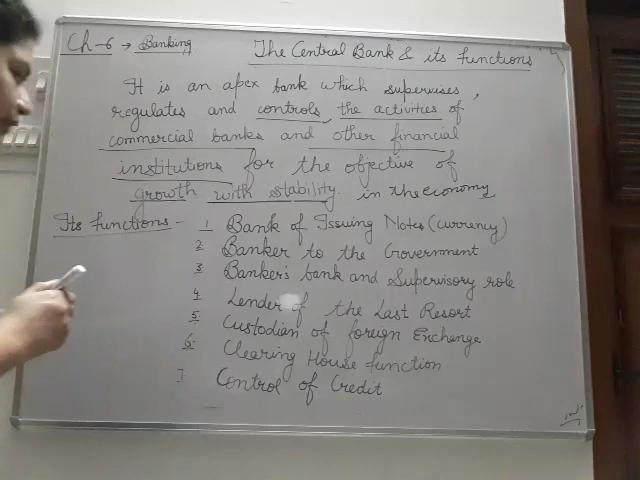 Ch-6 → Banking
The Central Bank & its functions
It is an apex bank which supervises,
regulates and controls, the activities of
commercial banks and other financial
institutions for the objective of
growth with stability. in the economy
Its functions -
1 Bank of Issuing Notes (currency)
2 Banker to the Government
3 Banker's bank and Supervisory role
4 Lender of the Last Resort
5 Custodian of foreign Exchange
6 Clearing House function
7 Control of Credit